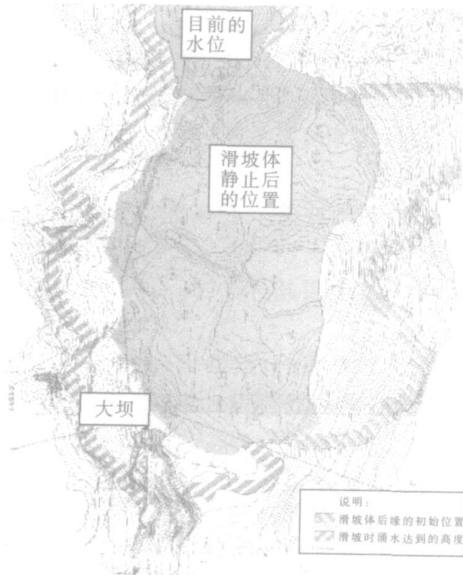 目前的
水位
滑坡体
静止后
的位置
大坝
说明：
滑坡体后缘的初始位置
滑坡时涌水达到的高度